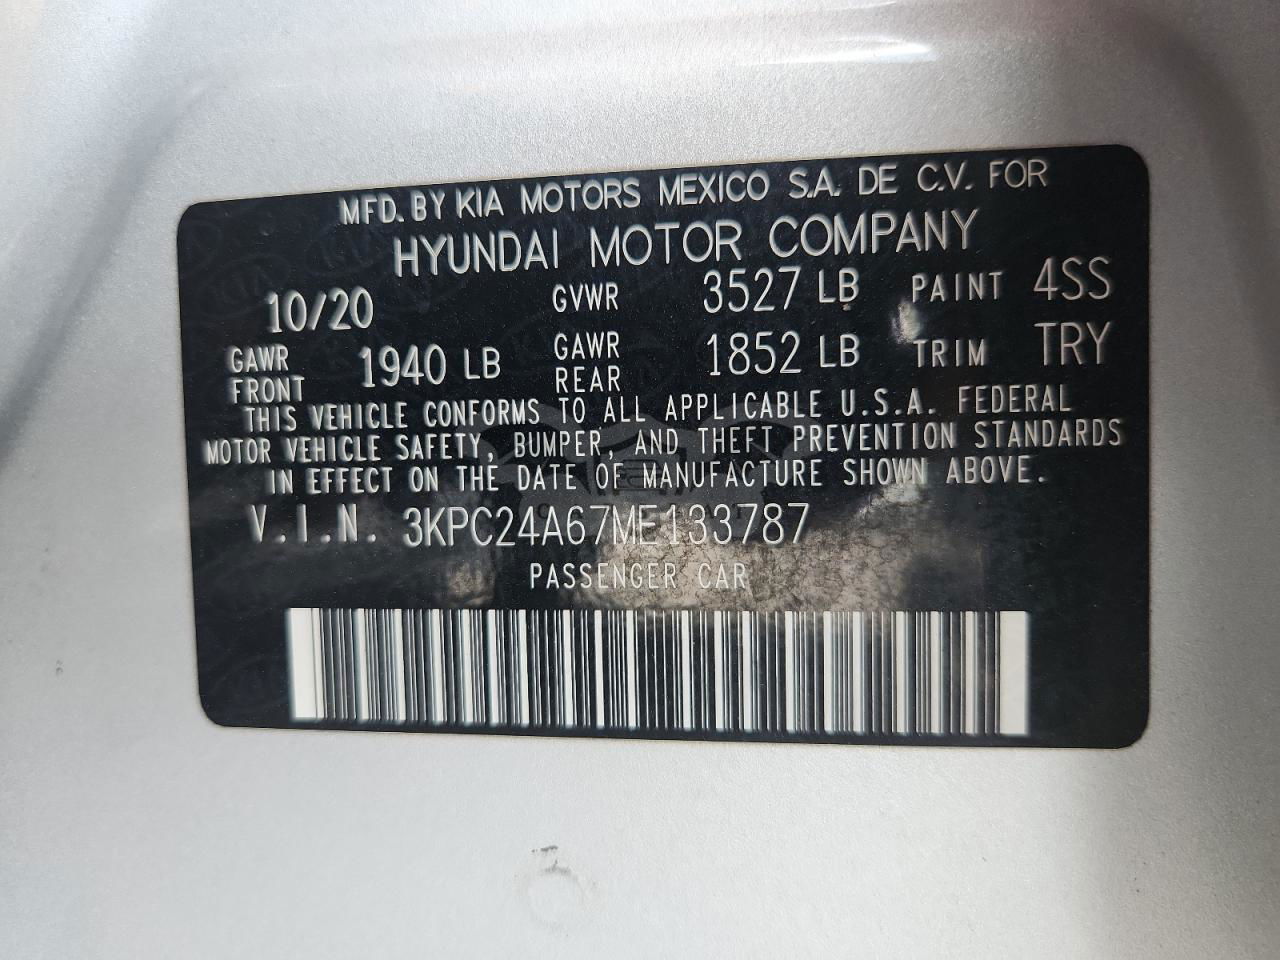 MFD. BY KIA MOTORS MEXICO S.A. DE C.V. FOR
HYUNDAI MOTOR COMPANY
10/20 GVWR 3527 LB PAINT 4SS
GAWR FRONT 1940 LB GAWR REAR 1852 LB TRIM TRY
THIS VEHICLE CONFORMS TO ALL APPLICABLE U.S.A. FEDERAL
MOTOR VEHICLE SAFETY, BUMPER, AND THEFT PREVENTION STANDARDS
IN EFFECT ON THE DATE OF MANUFACTURE SHOWN ABOVE.
V.I.N. 3KPC24A67ME133787
PASSENGER CAR